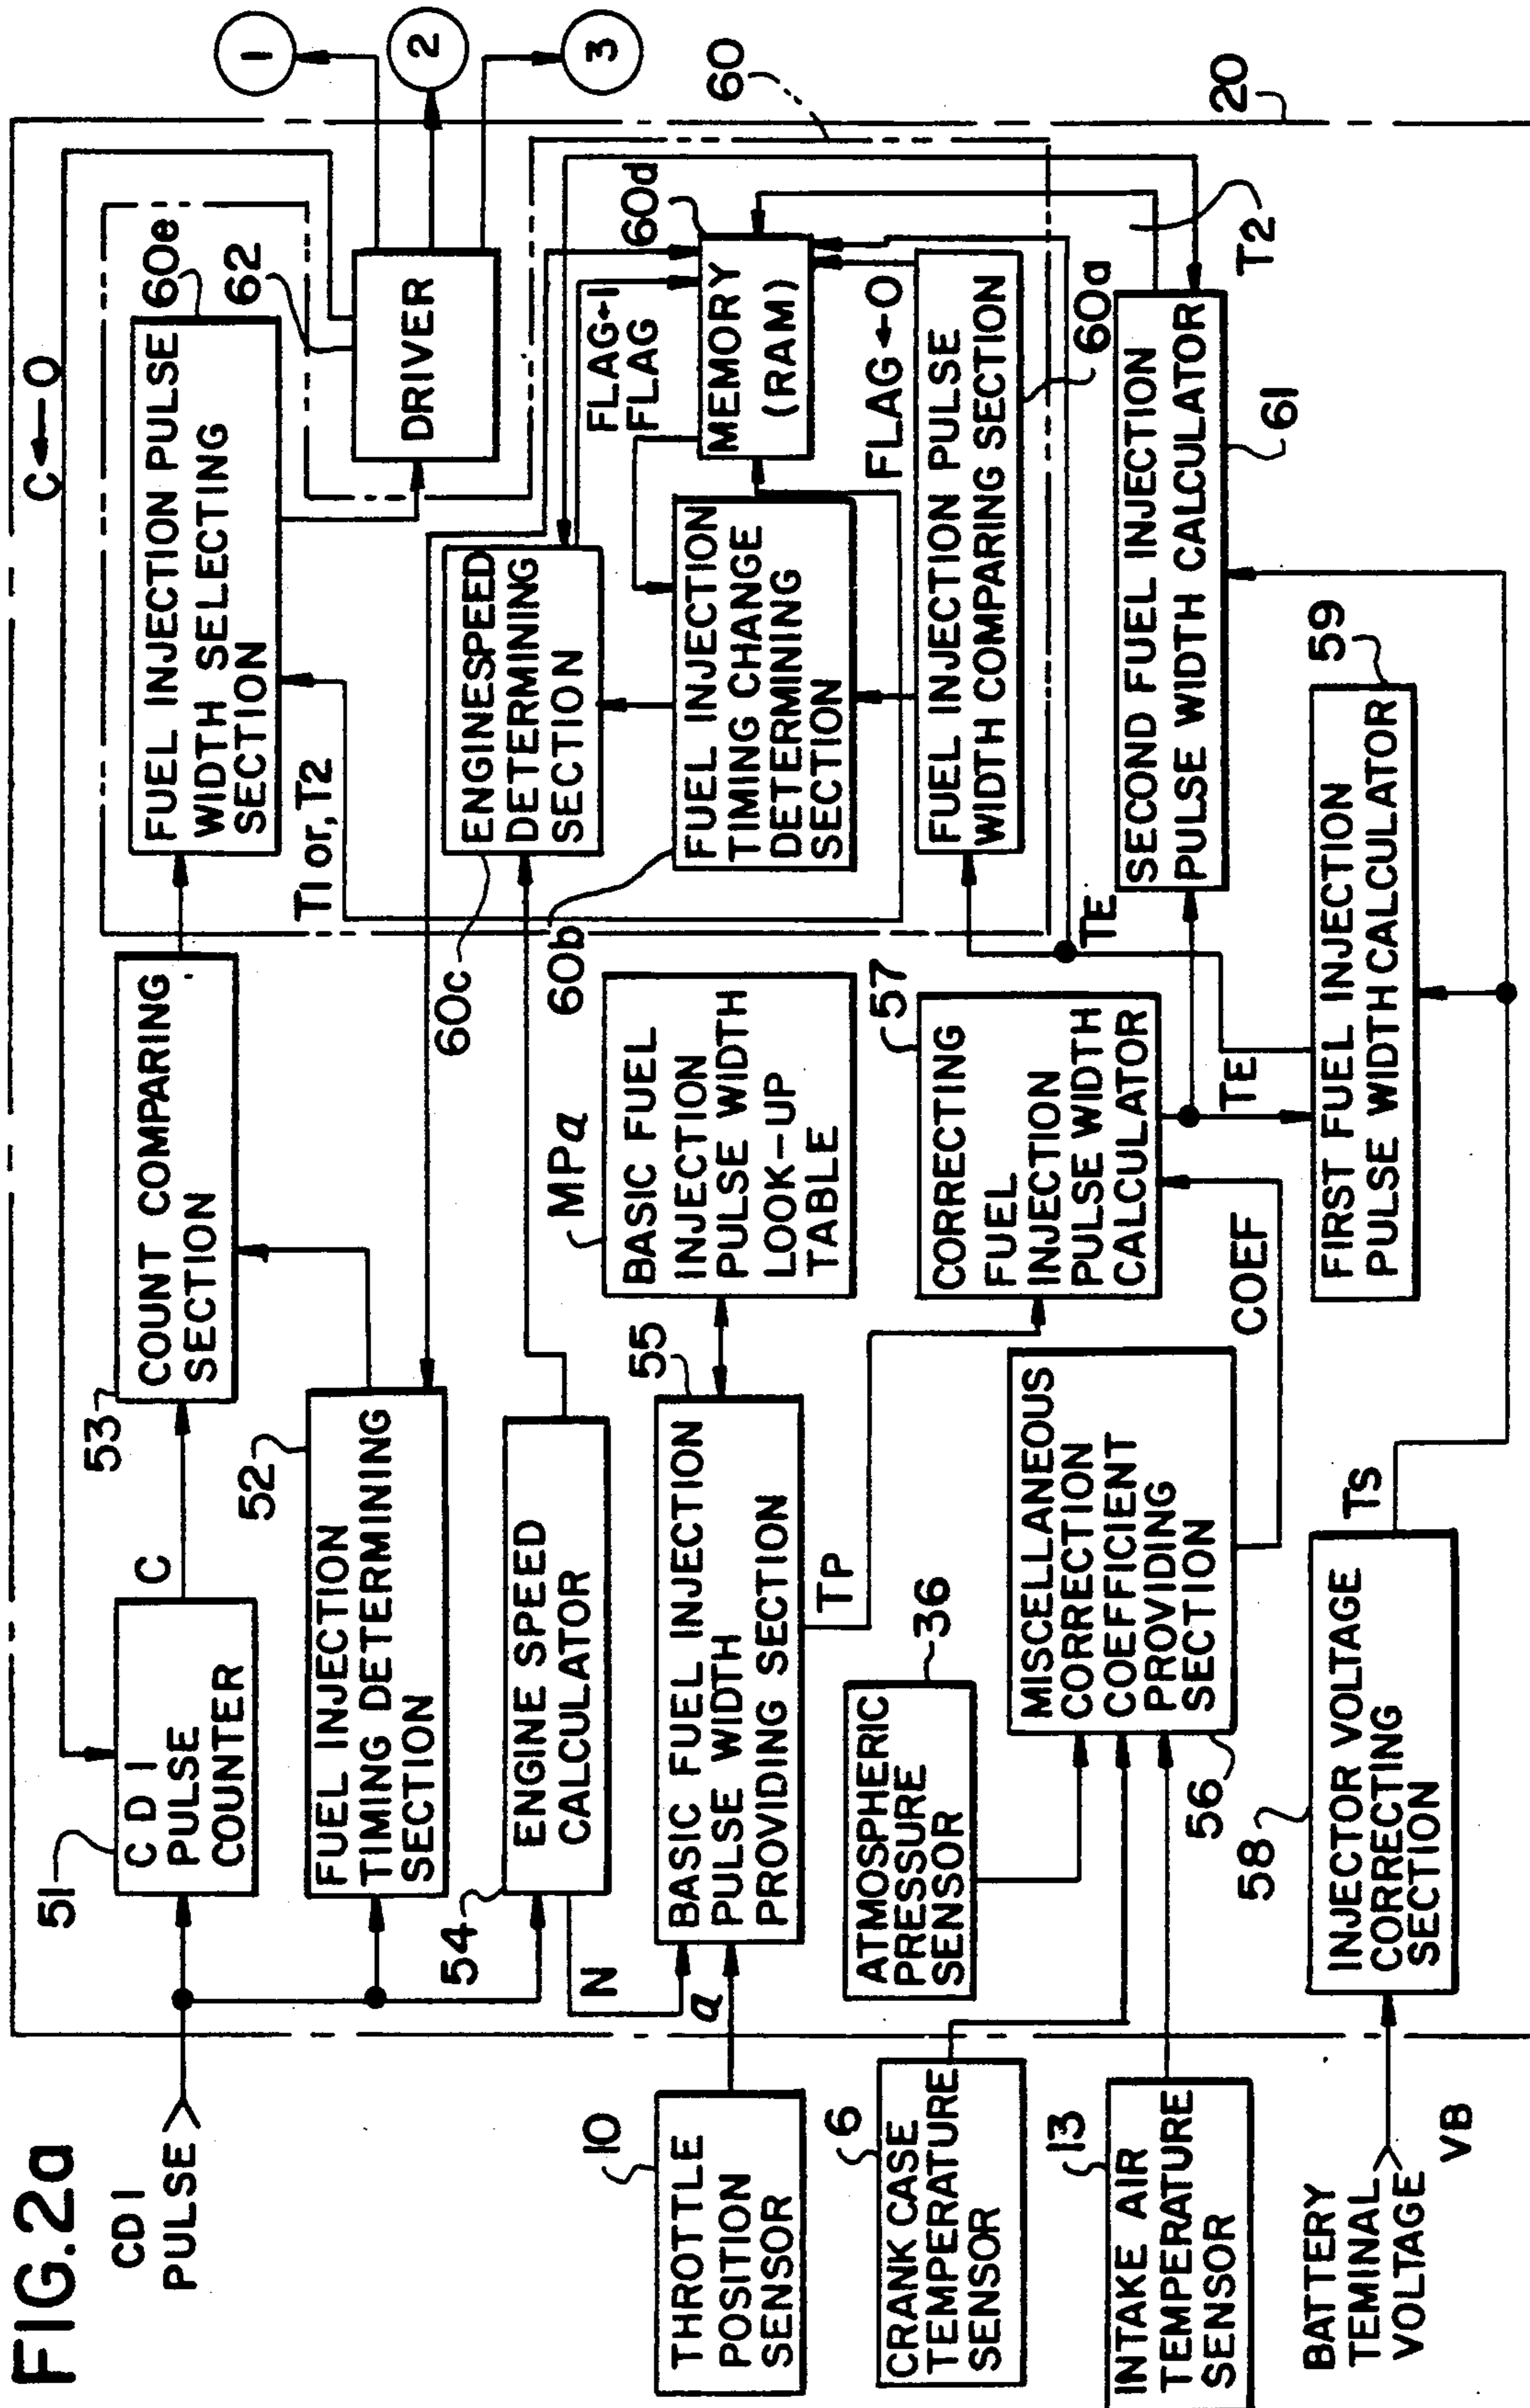 FIG.2a
CDI
PULSE
51
CDI
PULSE
COUNTER
C
C←0
53
COUNT COMPARING
SECTION
FUEL INJECTION PULSE
WIDTH SELECTING
SECTION
60e
62
DRIVER
1
2
3
52
FUEL INJECTION
TIMING DETERMINING
SECTION
T1 or, T2
54
ENGINE SPEED
CALCULATOR
N
60c
ENGINESPEED
DETERMINING
SECTION
FLAG←1
FLAG
60d
60
10
THROTTLE
POSITION
SENSOR
α
55
BASIC FUEL INJECTION
PULSE WIDTH
PROVIDING SECTION
MPα
BASIC FUEL
INJECTION
PULSE WIDTH
LOOK-UP
TABLE
60b
FUEL INJECTION
TIMING CHANGE
DETERMINING
SECTION
MEMORY
(RAM)
TP
FLAG←0
6
CRANK CASE
TEMPERATURE
SENSOR
36
ATMOSPHERIC
PRESSURE
SENSOR
57
CORRECTING
FUEL
INJECTION
PULSE WIDTH
CALCULATOR
FUEL INJECTION PULSE
WIDTH COMPARING SECTION
60a
TE
13
INTAKE AIR
TEMPERATURE
SENSOR
56
MISCELLANEOUS
CORRECTION
COEFFICIENT
PROVIDING
SECTION
COEF
TE
SECOND FUEL INJECTION
PULSE WIDTH CALCULATOR
61
T2
20
BATTERY
TEMINAL
VOLTAGE
VB
58
INJECTOR VOLTAGE
CORRECTING
SECTION
TS
FIRST FUEL INJECTION
PULSE WIDTH CALCULATOR
59